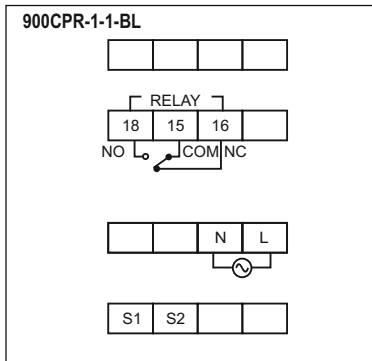 900CPR-1-1-BL
RELAY
18 15 16
NO COM NC
N L
S1 S2